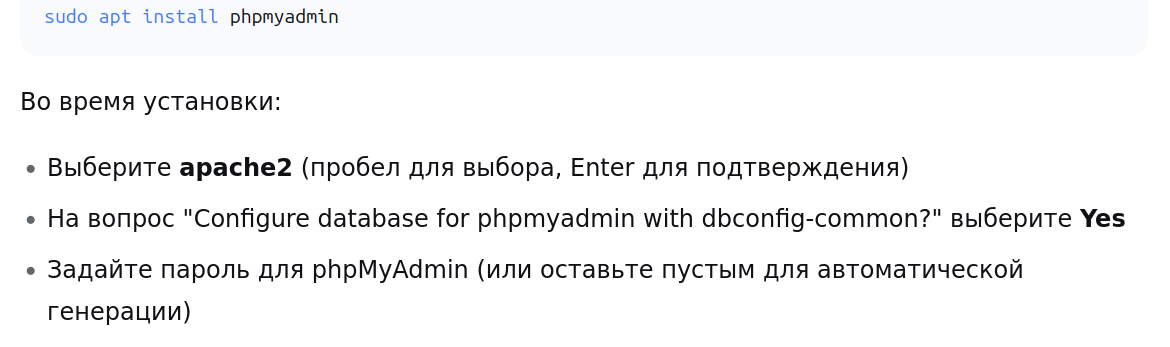 sudo apt install phpmyadmin
Во время установки:
• Выберите apache2 (пробел для выбора, Enter для подтверждения)
• На вопрос "Configure database for phpmyadmin with dbconfig-common?" выберите Yes
• Задайте пароль для phpMyAdmin (или оставьте пустым для автоматической
генерации)